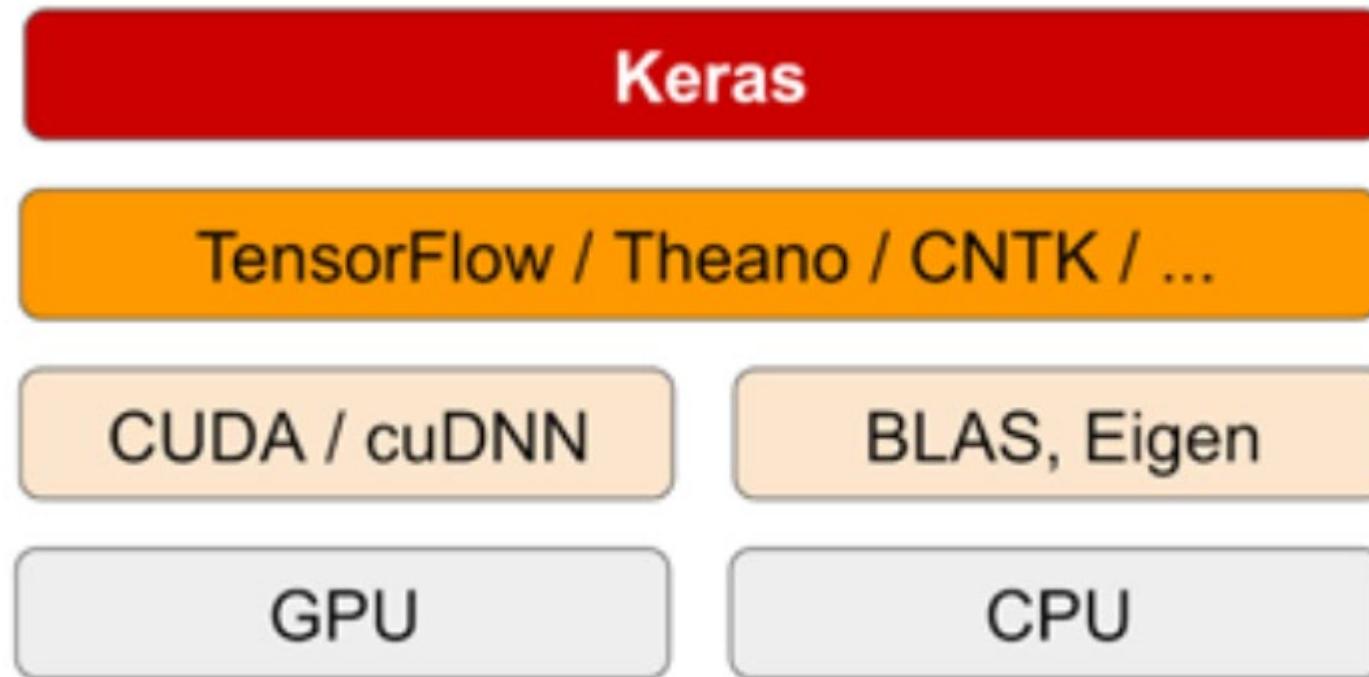 Keras
TensorFlow / Theano / CNTK / ...
CUDA / cuDNN
BLAS, Eigen
GPU
CPU